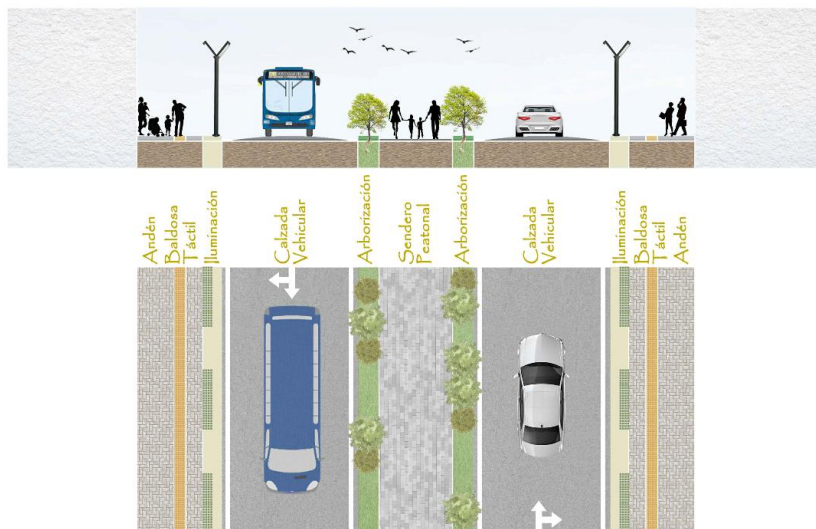 Andén
Baldosa
Táctil
Iluminación
Calzada
Vehicular
Arborización
Sendero
Peatonal
Arborización
Calzada
Vehicular
Iluminación
Baldosa
Táctil
Andén